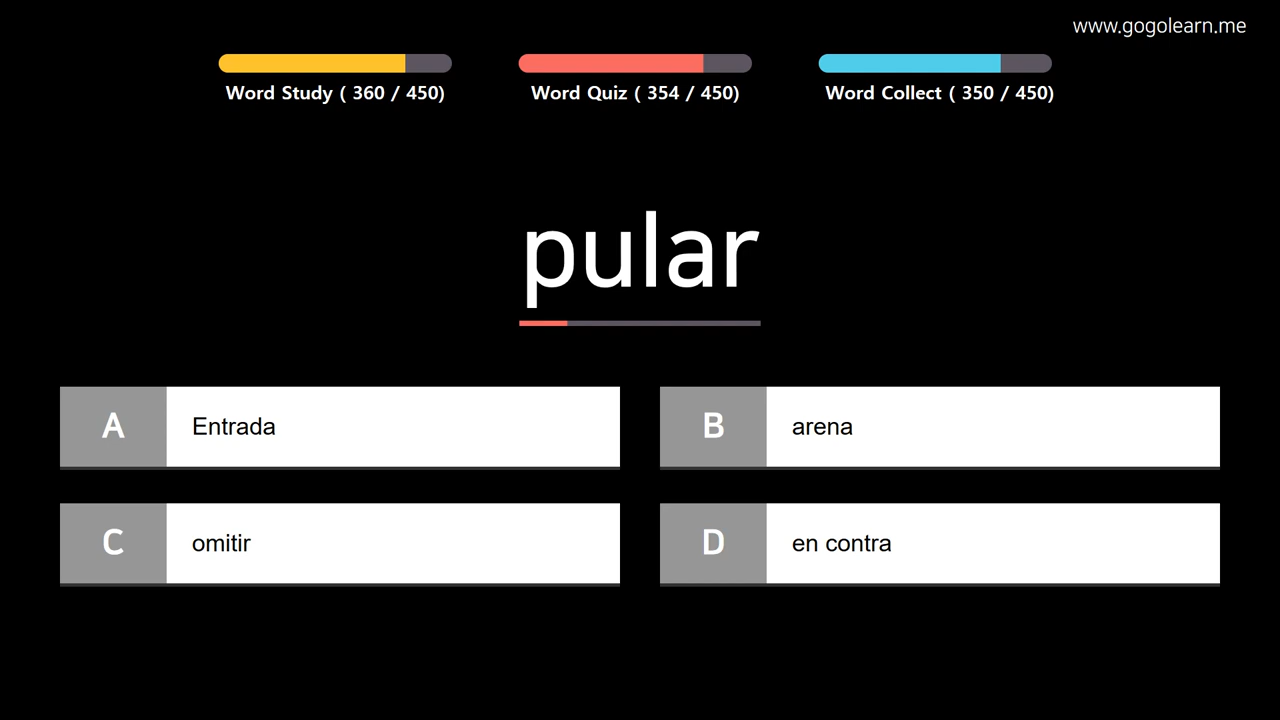 www.gogolearn.me
Word Study ( 360 / 450)
Word Quiz ( 354 / 450)
Word Collect ( 350 / 450)
pular
A Entrada
B arena
C omitir
D en contra